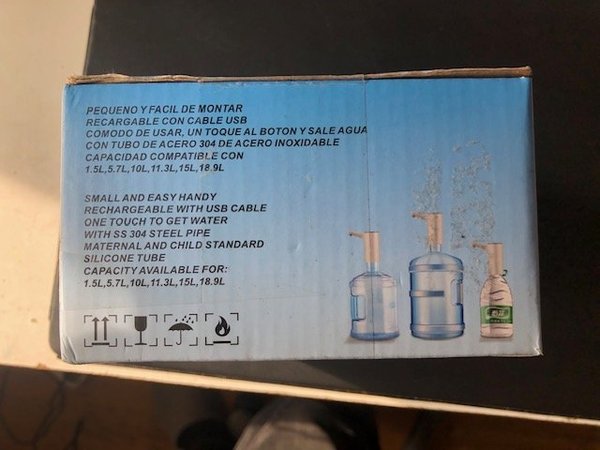 PEQUENO Y FACIL DE MONTAR
RECARGABLE CON CABLE USB
COMODO DE USAR, UN TOQUE AL BOTON Y SALE AGUA
CON TUBO DE ACERO 304 DE ACERO INOXIDABLE
CAPACIDAD COMPATIBLE CON
1.5L,5.7L,10L,11.3L,15L,18.9L
SMALL AND EASY HANDY
RECHARGEABLE WITH USB CABLE
ONE TOUCH TO GET WATER
WITH SS 304 STEEL PIPE
MATERNAL AND CHILD STANDARD
SILICONE TUBE
CAPACITY AVAILABLE FOR:
1.5L,5.7L,10L,11.3L,15L,18.9L